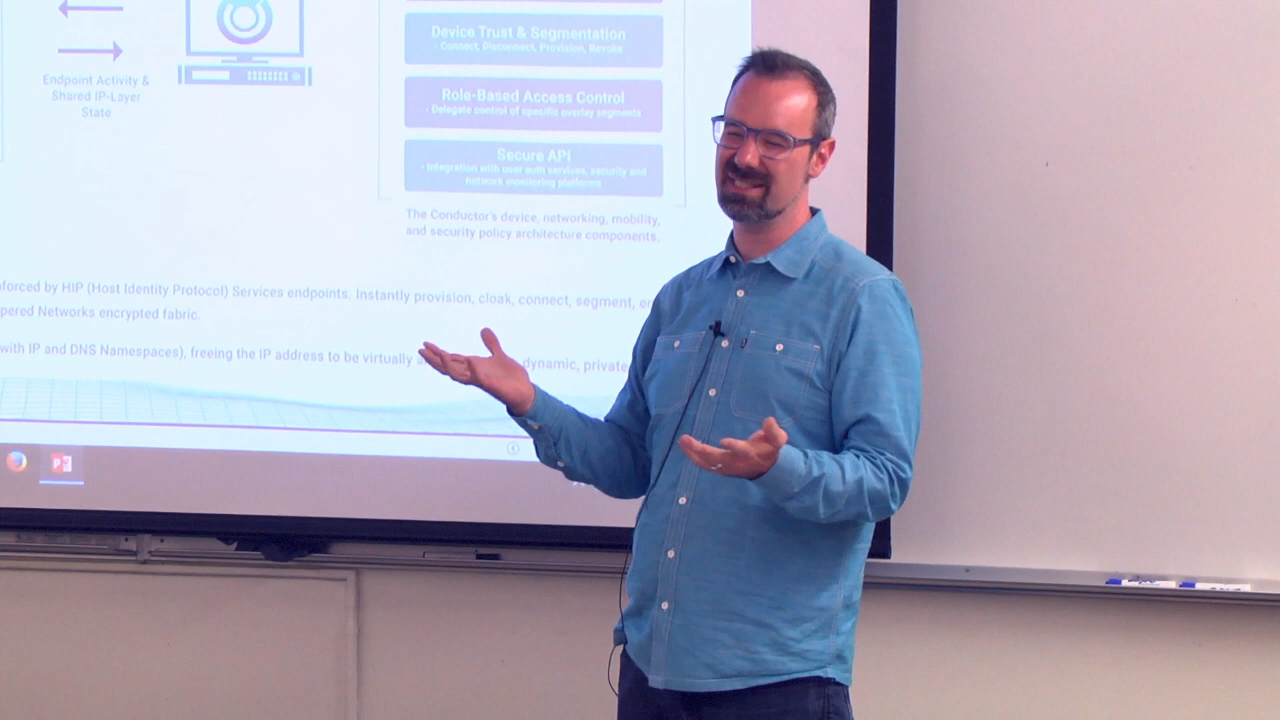 Device Trust & Segmentation
- Connect, Disconnect, Provision, Revoke
Endpoint Activity &
Shared IP-Layer
State
Role-Based Access Control
- Delegate control of specific overlay segments
Secure API
- Integration with user auth services, security and
network monitoring platforms
The Conductor's device, networking, mobility,
and security policy architecture components.
nforced by HIP (Host Identity Protocol) Services endpoints. Instantly provision, cloak, connect, segment,
pered Networks encrypted fabric.
with IP and DNS Namespaces), freeing the IP address to be virtually dynamic, private